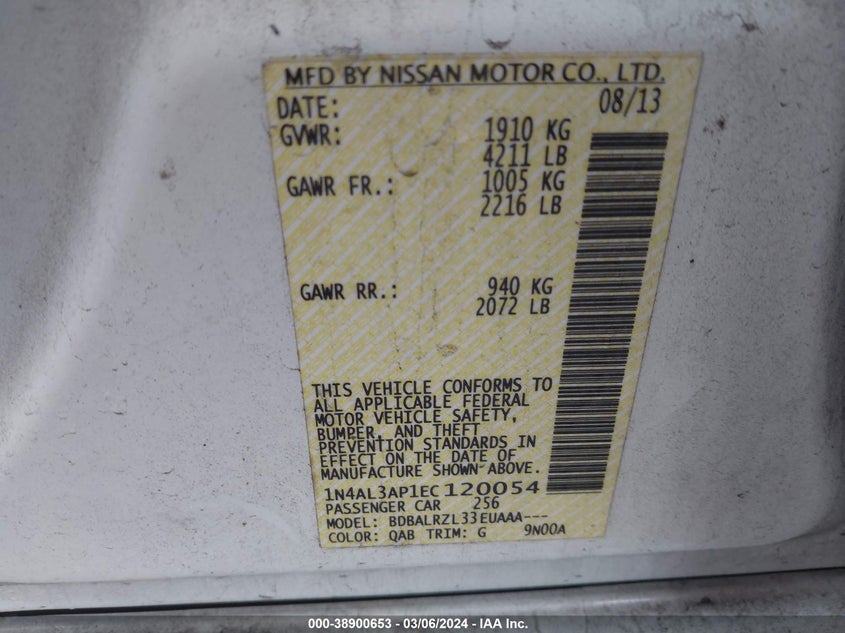 MFD BY NISSAN MOTOR CO., LTD.
DATE: 08/13
GVWR: 1910 KG
4211 LB
GAWR FR.: 1005 KG
2216 LB
GAWR RR.: 940 KG
2072 LB
THIS VEHICLE CONFORMS TO
ALL APPLICABLE FEDERAL
MOTOR VEHICLE SAFETY,
BUMPER, AND THEFT
PREVENTION STANDARDS IN
EFFECT ON THE DATE OF
MANUFACTURE SHOWN ABOVE.
1N4AL3AP1EC120054
PASSENGER CAR 256
MODEL: BDBALRZL33EUAAA---
COLOR: QAB TRIM: G 9N00A
000-38900653 — 03/06/2024 — IAA Inc.